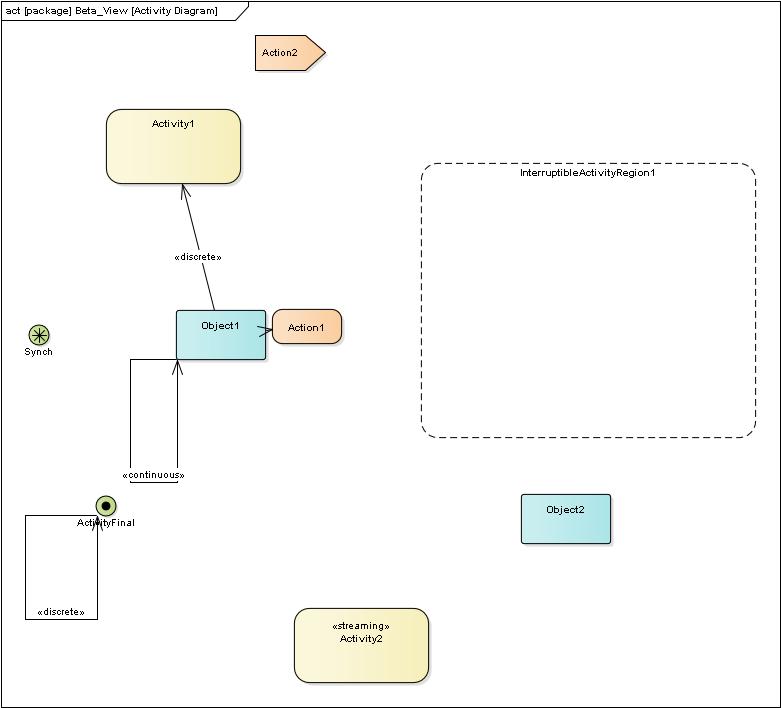 act [package] Beta_View [Activity Diagram]
Action2
Activity1
InterruptibleActivityRegion1
«discrete»
Object1
Action1
Synch
«continuous»
ActivityFinal
Object2
«discrete»
«streaming»
Activity2